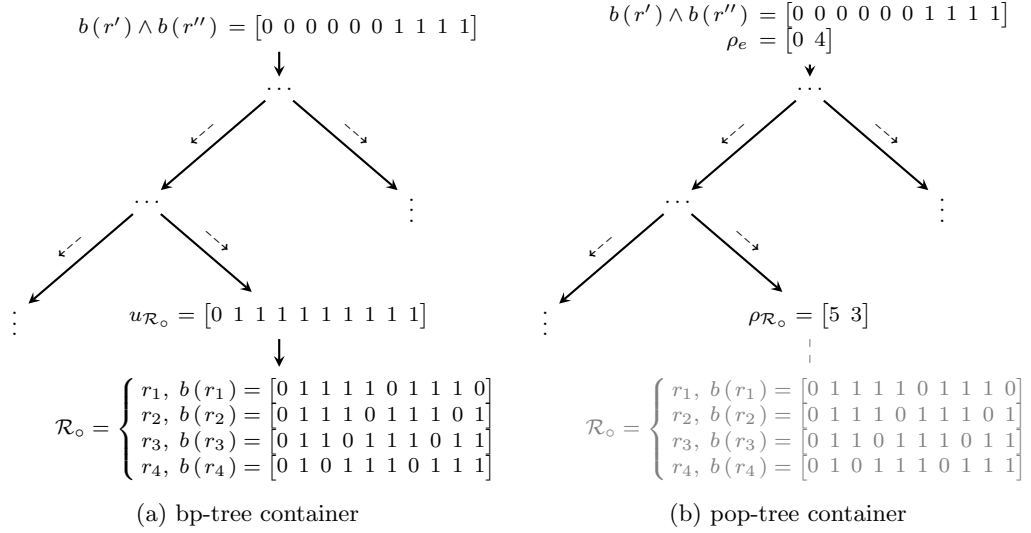 b(r′) ∧ b(r″) = [0 0 0 0 0 0 1 1 1 1]
···
···
⋮
⋮
u_{ℛ∘} = [0 1 1 1 1 1 1 1 1 1]
ℛ∘ = {
r₁, b(r₁) = [0 1 1 1 1 0 1 1 1 0]
r₂, b(r₂) = [0 1 1 1 0 1 1 1 0 1]
r₃, b(r₃) = [0 1 1 0 1 1 1 0 1 1]
r₄, b(r₄) = [0 1 0 1 1 1 0 1 1 1]
(a) bp-tree container
b(r′) ∧ b(r″) = [0 0 0 0 0 0 1 1 1 1]
ρₑ = [0 4]
···
···
⋮
⋮
ρ_{ℛ∘} = [5 3]
ℛ∘ = {
r₁, b(r₁) = [0 1 1 1 1 0 1 1 1 0]
r₂, b(r₂) = [0 1 1 1 0 1 1 1 0 1]
r₃, b(r₃) = [0 1 1 0 1 1 1 0 1 1]
r₄, b(r₄) = [0 1 0 1 1 1 0 1 1 1]
(b) pop-tree container